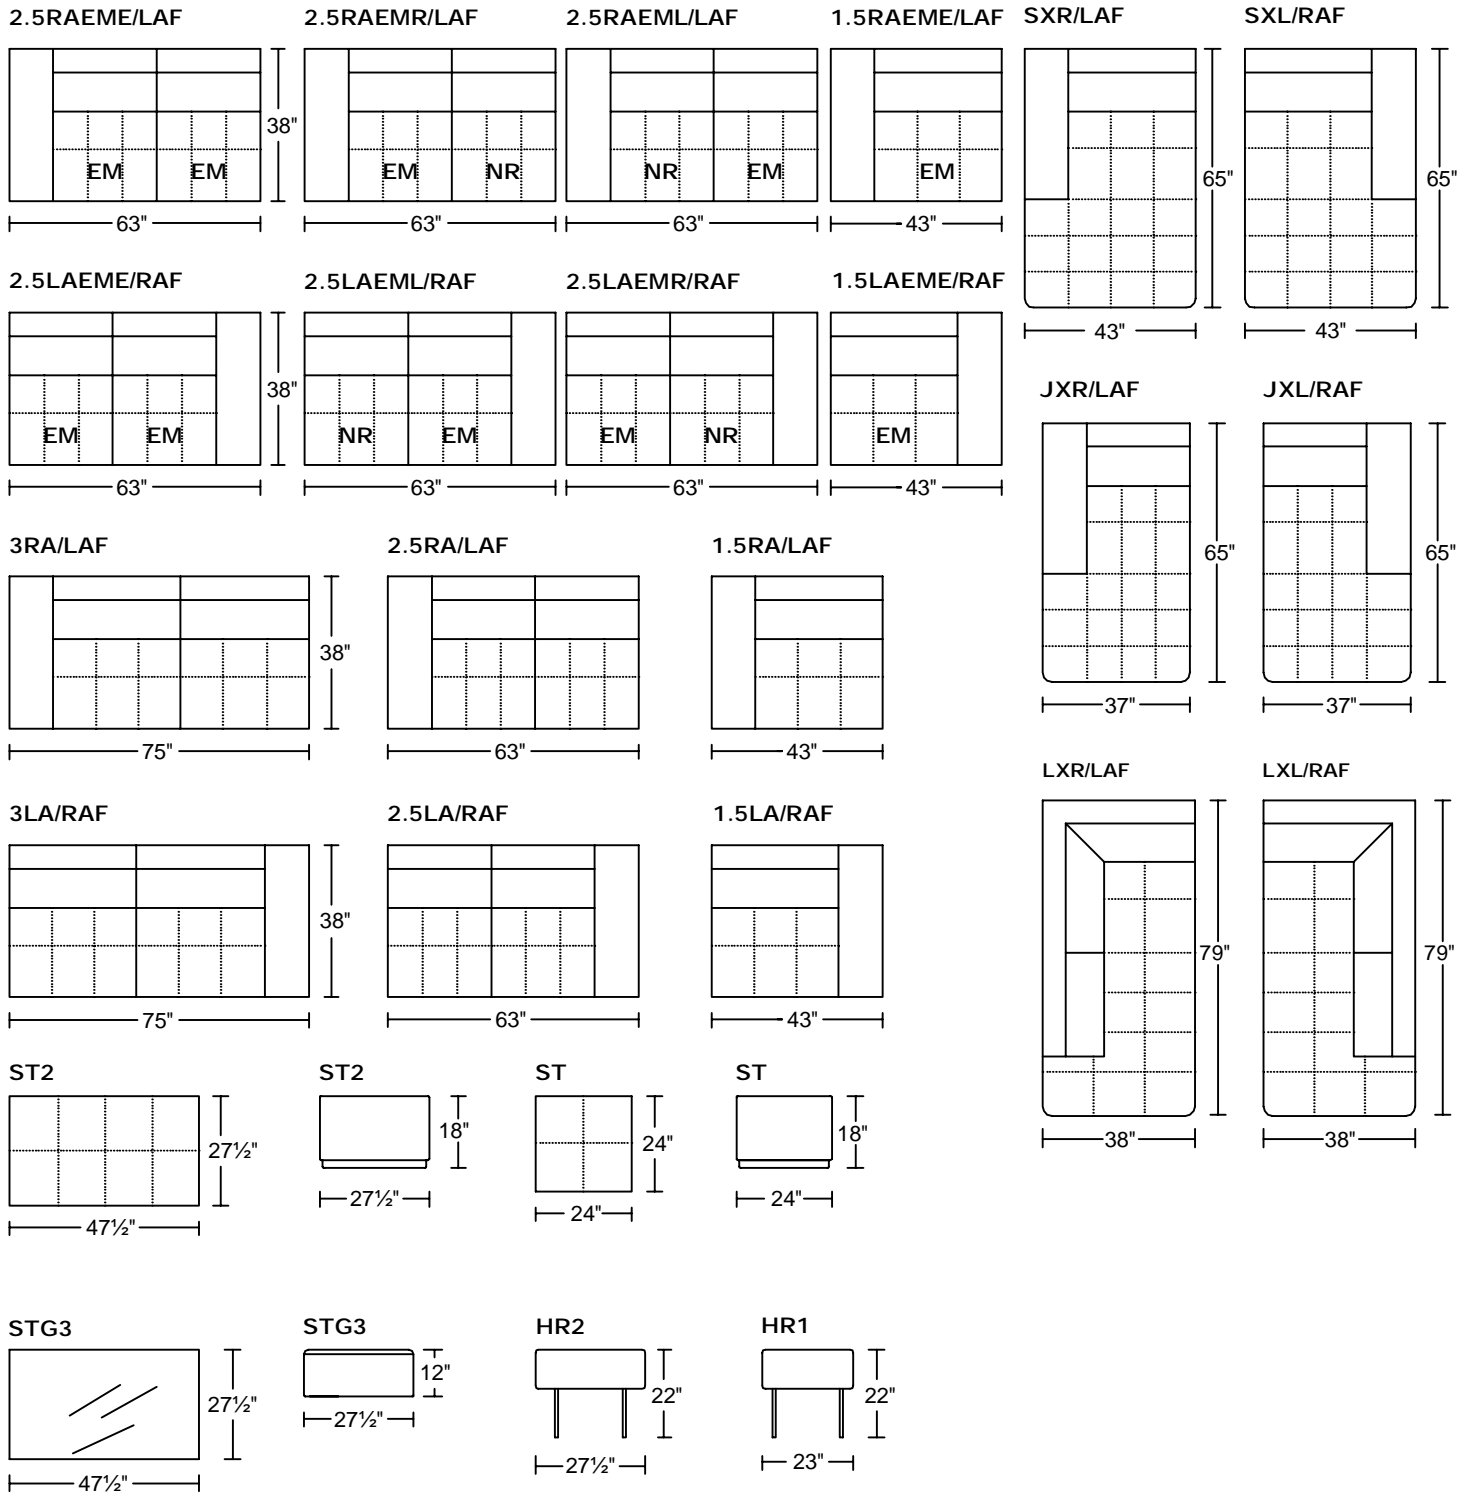 2.5RAEME/LAF
38"
EM EM
63"
2.5RAEMR/LAF
EM NR
63"
2.5RAEML/LAF
NR EM
63"
1.5RAEME/LAF
EM
43"
SXR/LAF
65"
43"
SXL/RAF
65"
43"
2.5LAEME/RAF
38"
EM EM
63"
2.5LAEML/RAF
NR EM
63"
2.5LAEMR/RAF
EM NR
63"
1.5LAEME/RAF
EM
43"
JXR/LAF
65"
37"
JXL/RAF
65"
37"
3RA/LAF
38"
75"
2.5RA/LAF
63"
1.5RA/LAF
43"
3LA/RAF
38"
75"
2.5LA/RAF
63"
1.5LA/RAF
43"
LXR/LAF
79"
38"
LXL/RAF
79"
38"
ST2
27½"
47½"
ST2
18"
27½"
ST
24"
24"
ST
18"
24"
STG3
27½"
47½"
STG3
12"
27½"
HR2
22"
27½"
HR1
22"
23"